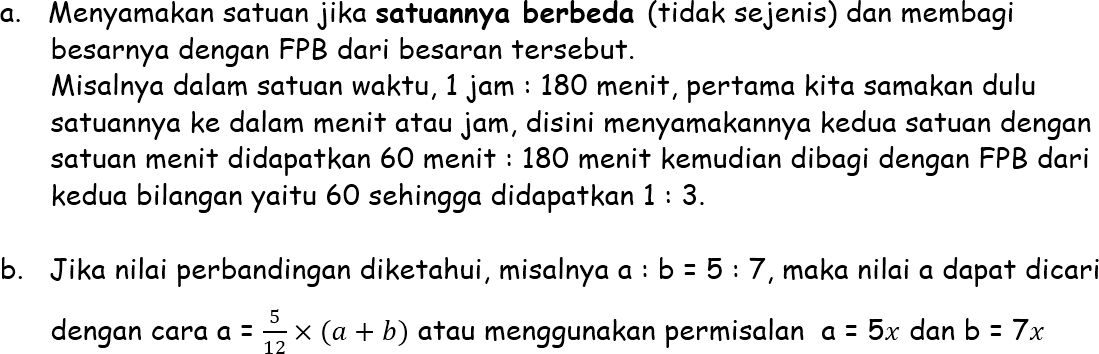 a. Menyamakan satuan jika satuannya berbeda (tidak sejenis) dan membagi
besarnya dengan FPB dari besaran tersebut.
Misalnya dalam satuan waktu, 1 jam : 180 menit, pertama kita samakan dulu
satuannya ke dalam menit atau jam, disini menyamakannya kedua satuan dengan
satuan menit didapatkan 60 menit : 180 menit kemudian dibagi dengan FPB dari
kedua bilangan yaitu 60 sehingga didapatkan 1 : 3.
b. Jika nilai perbandingan diketahui, misalnya a : b = 5 : 7, maka nilai a dapat dicari
dengan cara a = 5/12 × (a + b) atau menggunakan permisalan a = 5x dan b = 7x